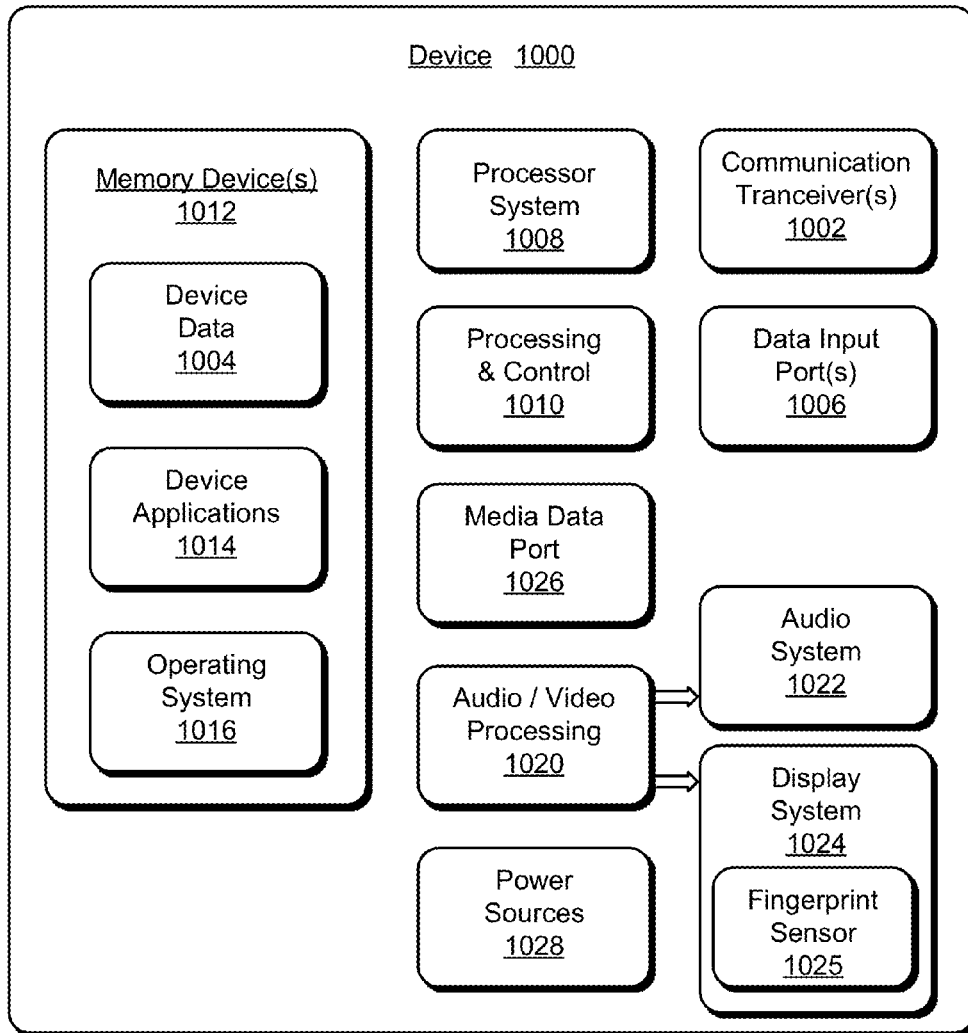 Device 1000
Memory Device(s)
1012
Device
Data
1004
Device
Applications
1014
Operating
System
1016
Processor
System
1008
Processing
& Control
1010
Media Data
Port
1026
Audio / Video
Processing
1020
Power
Sources
1028
Communication
Tranceiver(s)
1002
Data Input
Port(s)
1006
Audio
System
1022
Display
System
1024
Fingerprint
Sensor
1025